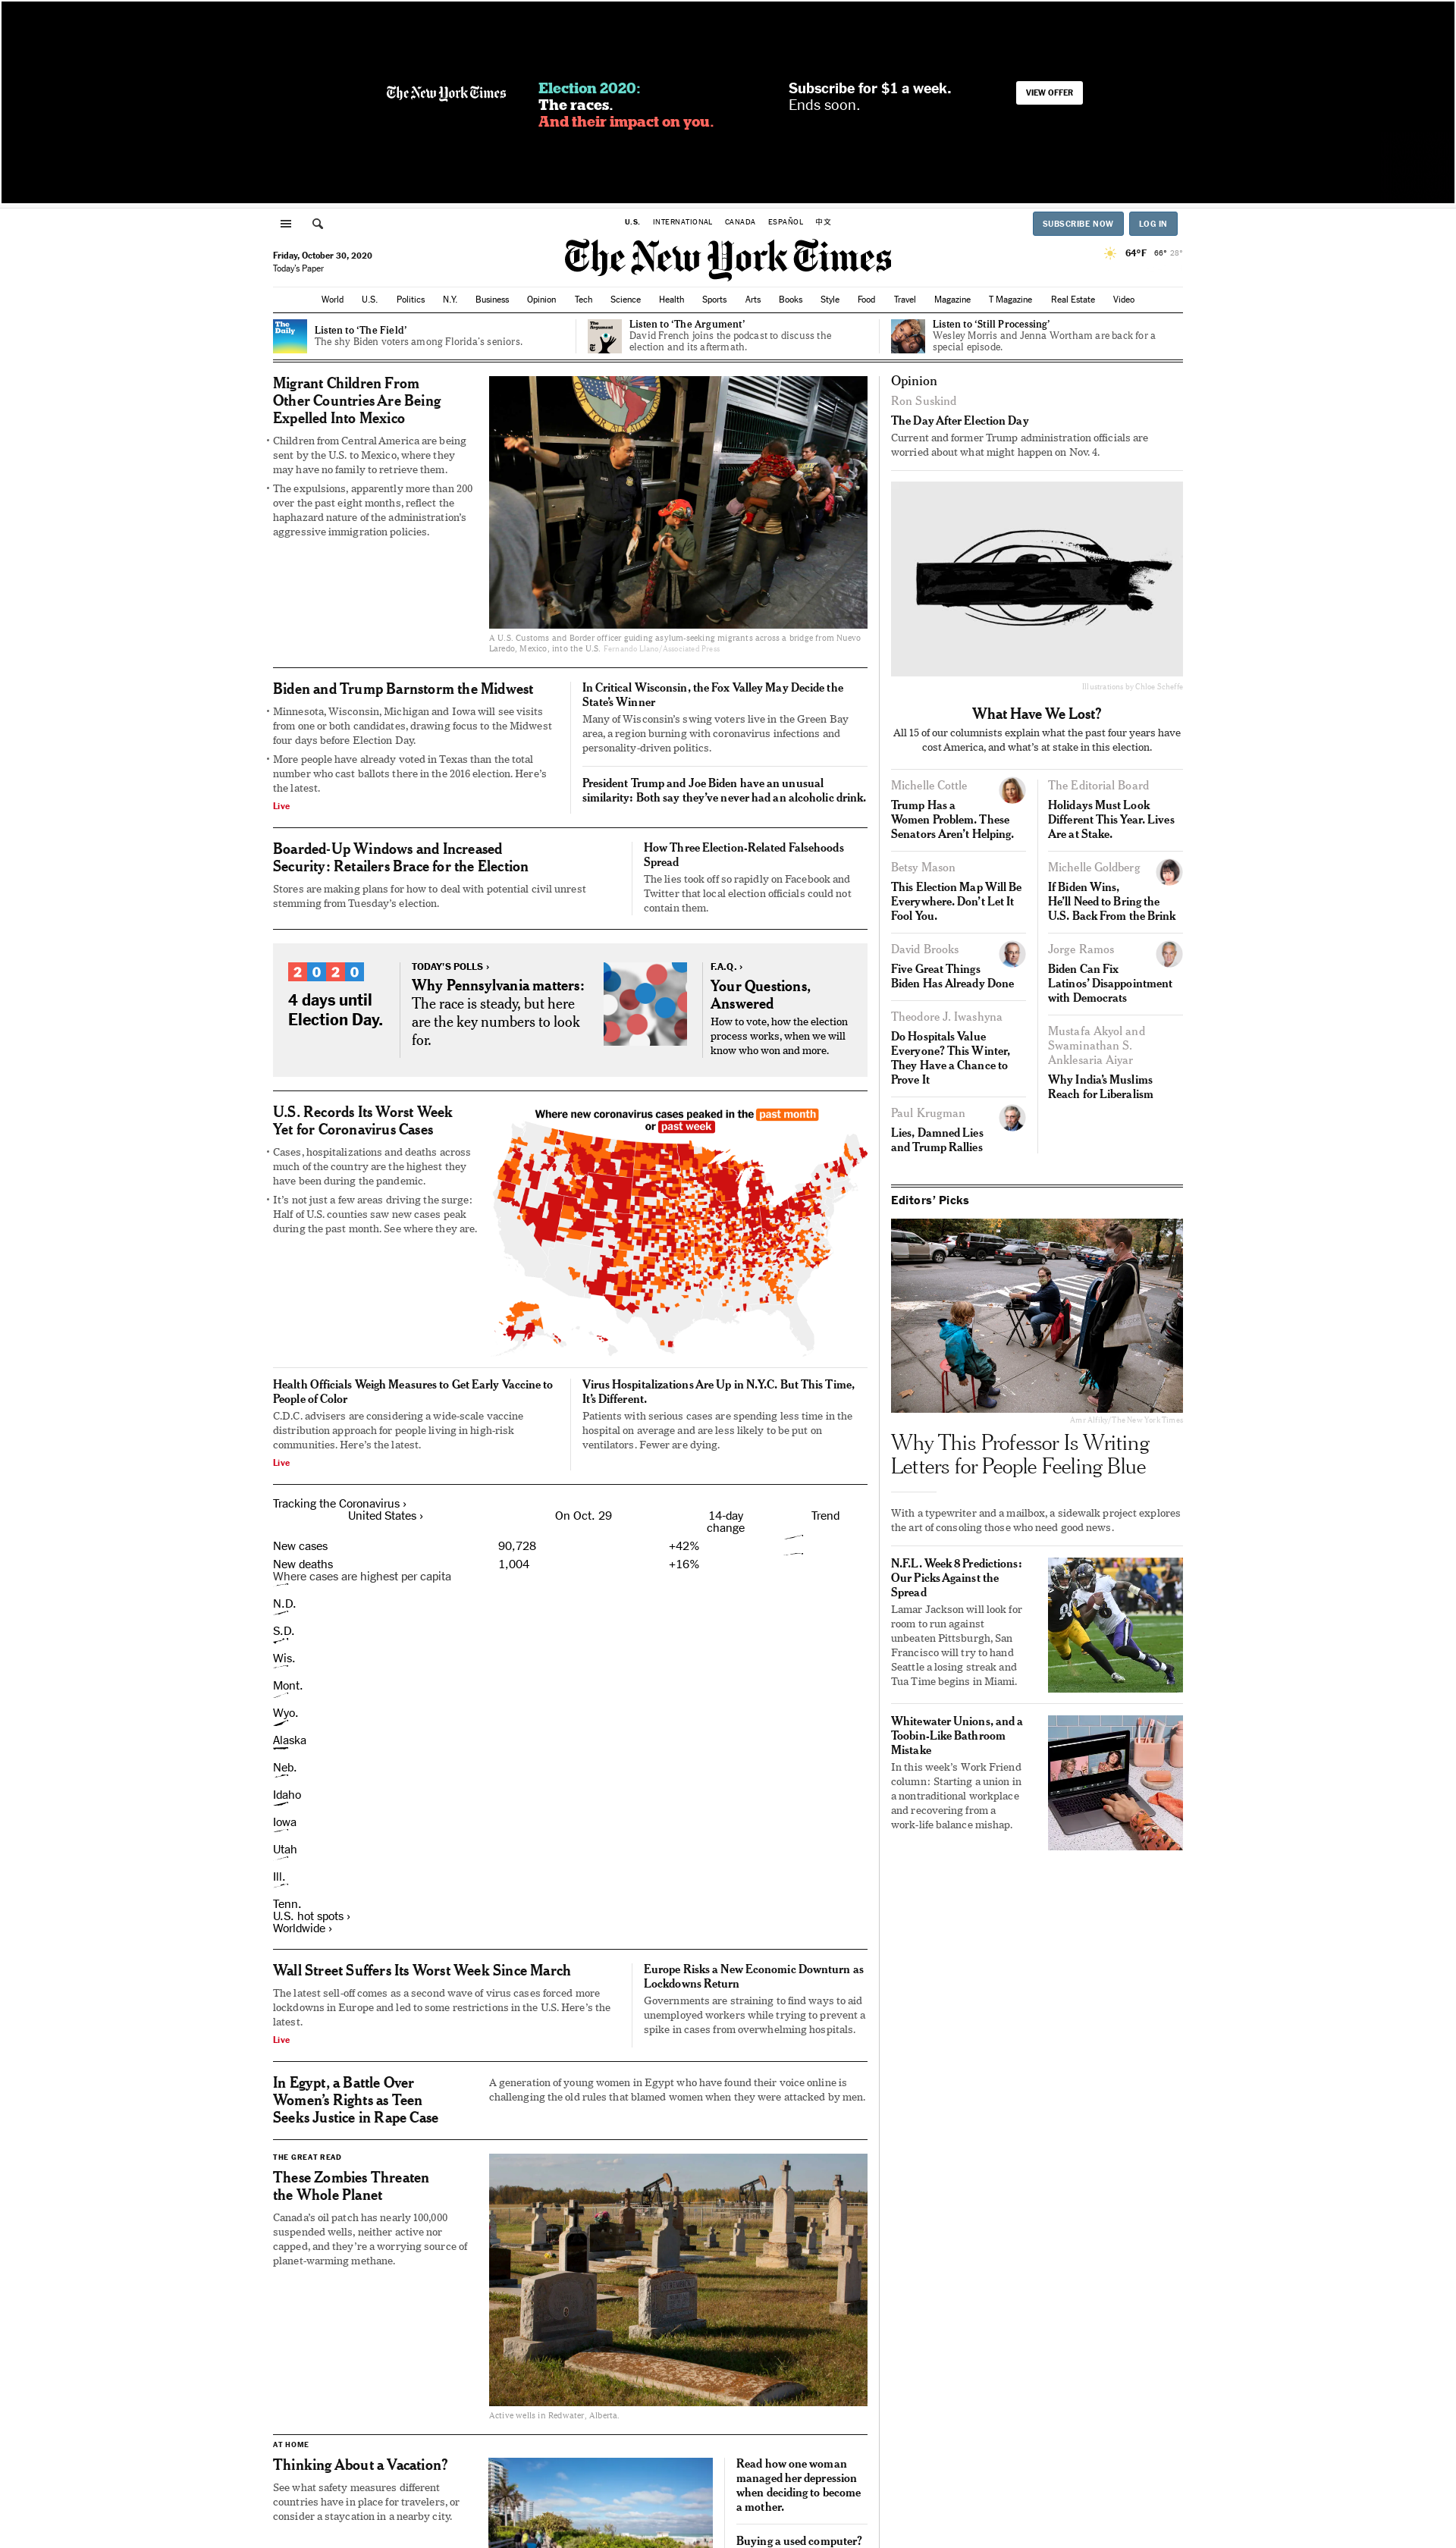 The New York Times
Election 2020:
The races.
And their impact on you.
Subscribe for $1 a week.
Ends soon.
VIEW OFFER
U.S.
INTERNATIONAL
CANADA
ESPAÑOL
中文
SUBSCRIBE NOW
LOG IN
Friday, October 30, 2020
Today's Paper
The New York Times
64°F 66° 28°
World U.S. Politics N.Y. Business Opinion Tech Science Health Sports Arts Books Style Food Travel Magazine T Magazine Real Estate Video
The
Daily
Listen to ‘The Field’
The shy Biden voters among Florida’s seniors.
The
Argument
Listen to ‘The Argument’
David French joins the podcast to discuss the
election and its aftermath.
Listen to ‘Still Processing’
Wesley Morris and Jenna Wortham are back for a
special episode.
Migrant Children From
Other Countries Are Being
Expelled Into Mexico
• Children from Central America are being
sent by the U.S. to Mexico, where they
may have no family to retrieve them.
• The expulsions, apparently more than 200
over the past eight months, reflect the
haphazard nature of the administration’s
aggressive immigration policies.
A U.S. Customs and Border officer guiding asylum-seeking migrants across a bridge from Nuevo
Laredo, Mexico, into the U.S. Fernando Llano/Associated Press
Biden and Trump Barnstorm the Midwest
• Minnesota, Wisconsin, Michigan and Iowa will see visits
from one or both candidates, drawing focus to the Midwest
four days before Election Day.
• More people have already voted in Texas than the total
number who cast ballots there in the 2016 election. Here’s
the latest.
Live
In Critical Wisconsin, the Fox Valley May Decide the
State’s Winner
Many of Wisconsin’s swing voters live in the Green Bay
area, a region burning with coronavirus infections and
personality-driven politics.
President Trump and Joe Biden have an unusual
similarity: Both say they’ve never had an alcoholic drink.
Boarded-Up Windows and Increased
Security: Retailers Brace for the Election
Stores are making plans for how to deal with potential civil unrest
stemming from Tuesday’s election.
How Three Election-Related Falsehoods
Spread
The lies took off so rapidly on Facebook and
Twitter that local election officials could not
contain them.
2020
4 days until
Election Day.
TODAY’S POLLS ›
Why Pennsylvania matters:
The race is steady, but here
are the key numbers to look
for.
F.A.Q. ›
Your Questions,
Answered
How to vote, how the election
process works, when we will
know who won and more.
U.S. Records Its Worst Week
Yet for Coronavirus Cases
• Cases, hospitalizations and deaths across
much of the country are the highest they
have been during the pandemic.
• It’s not just a few areas driving the surge:
Half of U.S. counties saw new cases peak
during the past month. See where they are.
Where new coronavirus cases peaked in the past month
or past week
Health Officials Weigh Measures to Get Early Vaccine to
People of Color
C.D.C. advisers are considering a wide-scale vaccine
distribution approach for people living in high-risk
communities. Here’s the latest.
Live
Virus Hospitalizations Are Up in N.Y.C. But This Time,
It’s Different.
Patients with serious cases are spending less time in the
hospital on average and are less likely to be put on
ventilators. Fewer are dying.
Tracking the Coronavirus ›
United States › On Oct. 29 14-day
change Trend
New cases 90,728 +42%
New deaths 1,004 +16%
Where cases are highest per capita
N.D.
S.D.
Wis.
Mont.
Wyo.
Alaska
Neb.
Idaho
Iowa
Utah
Ill.
Tenn.
U.S. hot spots ›
Worldwide ›
Wall Street Suffers Its Worst Week Since March
The latest sell-off comes as a second wave of virus cases forced more
lockdowns in Europe and led to some restrictions in the U.S. Here’s the
latest.
Live
Europe Risks a New Economic Downturn as
Lockdowns Return
Governments are straining to find ways to aid
unemployed workers while trying to prevent a
spike in cases from overwhelming hospitals.
In Egypt, a Battle Over
Women’s Rights as Teen
Seeks Justice in Rape Case
A generation of young women in Egypt who have found their voice online is
challenging the old rules that blamed women when they were attacked by men.
THE GREAT READ
These Zombies Threaten
the Whole Planet
Canada’s oil patch has nearly 100,000
suspended wells, neither active nor
capped, and they’re a worrying source of
planet-warming methane.
Active wells in Redwater, Alberta.
AT HOME
Thinking About a Vacation?
See what safety measures different
countries have in place for travelers, or
consider a staycation in a nearby city.
Read how one woman
managed her depression
when deciding to become
a mother.
Buying a used computer?
Opinion
Ron Suskind
The Day After Election Day
Current and former Trump administration officials are
worried about what might happen on Nov. 4.
Illustrations by Chloe Scheffe
What Have We Lost?
All 15 of our columnists explain what the past four years have
cost America, and what’s at stake in this election.
Michelle Cottle
Trump Has a
Women Problem. These
Senators Aren’t Helping.
Betsy Mason
This Election Map Will Be
Everywhere. Don’t Let It
Fool You.
David Brooks
Five Great Things
Biden Has Already Done
Theodore J. Iwashyna
Do Hospitals Value
Everyone? This Winter,
They Have a Chance to
Prove It
Paul Krugman
Lies, Damned Lies
and Trump Rallies
The Editorial Board
Holidays Must Look
Different This Year. Lives
Are at Stake.
Michelle Goldberg
If Biden Wins,
He’ll Need to Bring the
U.S. Back From the Brink
Jorge Ramos
Biden Can Fix
Latinos’ Disappointment
with Democrats
Mustafa Akyol and
Swaminathan S.
Anklesaria Aiyar
Why India’s Muslims
Reach for Liberalism
Editors’ Picks
Amr Alfiky/The New York Times
Why This Professor Is Writing
Letters for People Feeling Blue
With a typewriter and a mailbox, a sidewalk project explores
the art of consoling those who need good news.
N.F.L. Week 8 Predictions:
Our Picks Against the
Spread
Lamar Jackson will look for
room to run against
unbeaten Pittsburgh, San
Francisco will try to hand
Seattle a losing streak and
Tua Time begins in Miami.
Whitewater Unions, and a
Toobin-Like Bathroom
Mistake
In this week’s Work Friend
column: Starting a union in
a nontraditional workplace
and recovering from a
work-life balance mishap.